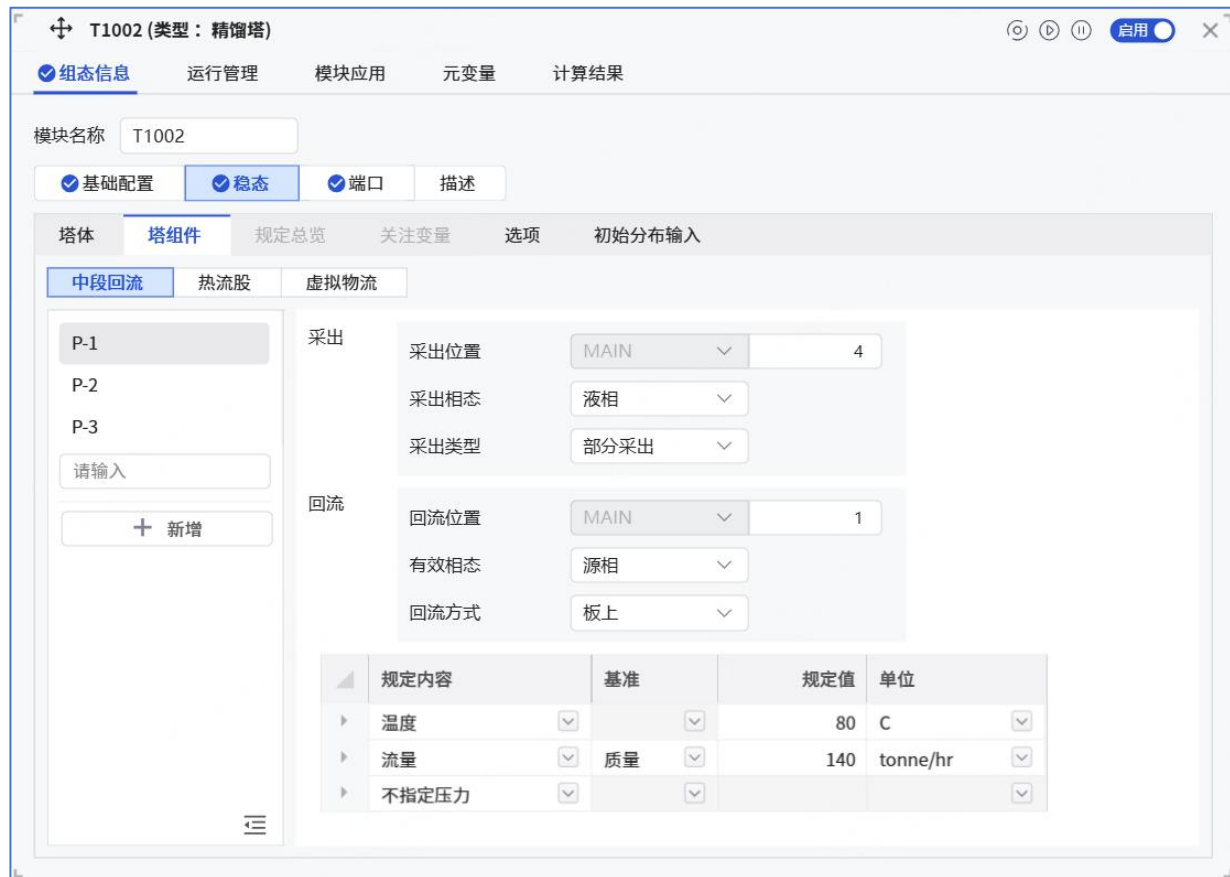 T1002 (类型： 精馏塔) 启用
组态信息 运行管理 模块应用 元变量 计算结果
模块名称 T1002
基础配置 稳态 端口 描述
塔体 塔组件 规定总览 关注变量 选项 初始分布输入
中段回流 热流股 虚拟物流
P-1
P-2
P-3
请输入
新增
采出
采出位置 MAIN 4
采出相态 液相
采出类型 部分采出
回流
回流位置 MAIN 1
有效相态 源相
回流方式 板上
规定内容 基准 规定值 单位
温度 80 C
流量 质量 140 tonne/hr
不指定压力